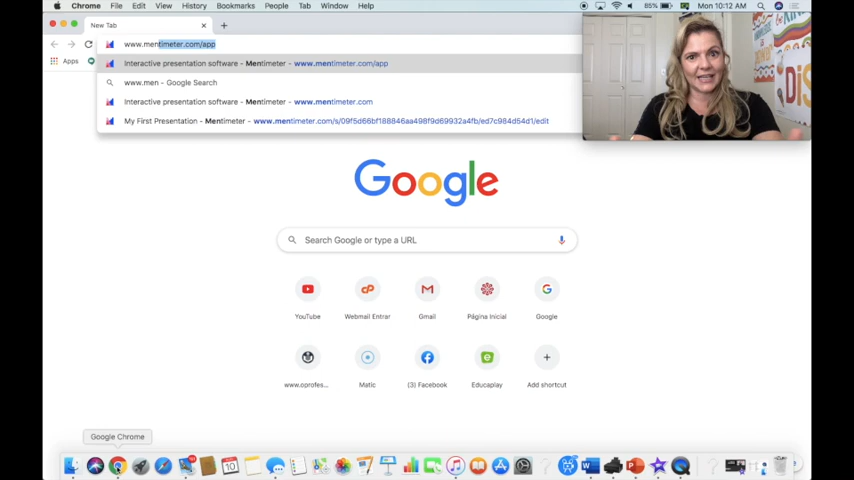 Chrome File Edit View History Bookmarks People Tab Window Help 85% Mon 10:12 AM
New Tab
www.mentimeter.com/app
Apps
Interactive presentation software - Mentimeter - www.mentimeter.com/app
www.men - Google Search
Interactive presentation software - Mentimeter - www.mentimeter.com
My First Presentation - Mentimeter - www.mentimeter.com/s/09f5d66bf188846aa498f9d69932a4fb/ed7c984d54d1/edit
Google
Search Google or type a URL
YouTube Webmail Entrar Gmail Página Inicial Google
www.oprofes... Matic (3) Facebook Educaplay Add shortcut
Google Chrome